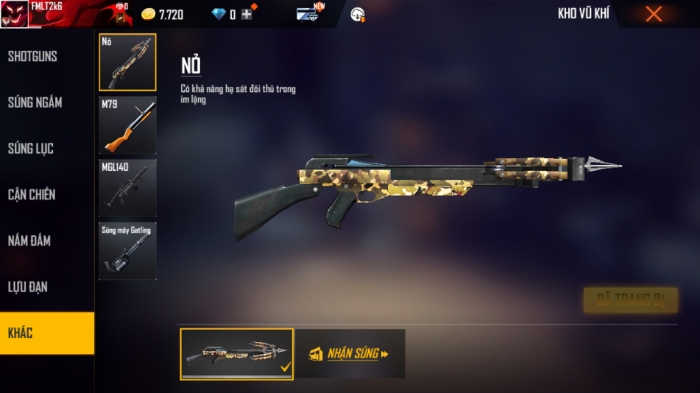 FMLT2k6
0
7.720
0
NEW
KHO VŨ KHÍ
SHOTGUNS
SÚNG NGẮM
SÚNG LỤC
CẬN CHIẾN
NẮM ĐẤM
LỰU ĐẠN
KHÁC
Nỏ
M79
MGL140
Súng máy Gatling
NỎ
Có khả năng hạ sát đối thủ trong
im lặng
ĐÃ TRANG BỊ
NHẬN SÚNG